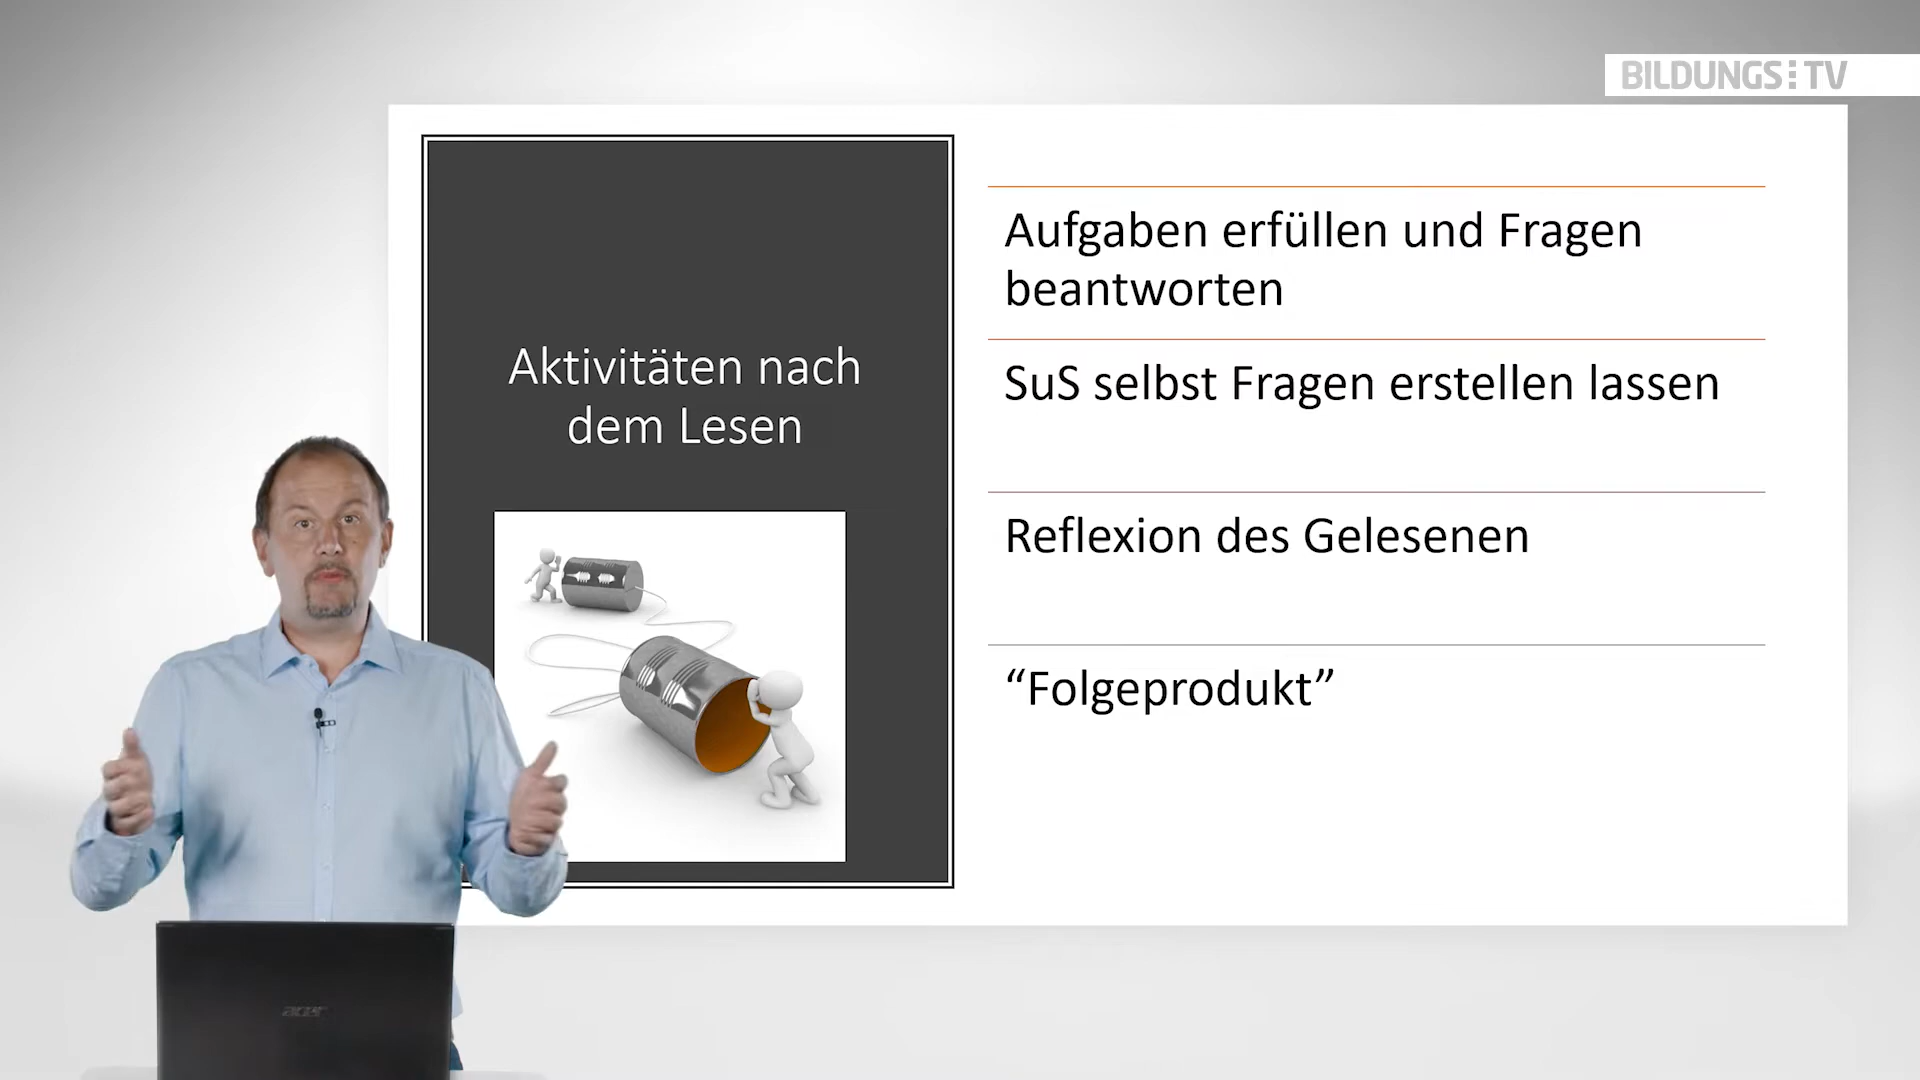 BILDUNGS:TV
Aktivitäten nach
dem Lesen
Aufgaben erfüllen und Fragen
beantworten
SuS selbst Fragen erstellen lassen
Reflexion des Gelesenen
“Folgeprodukt”
acer